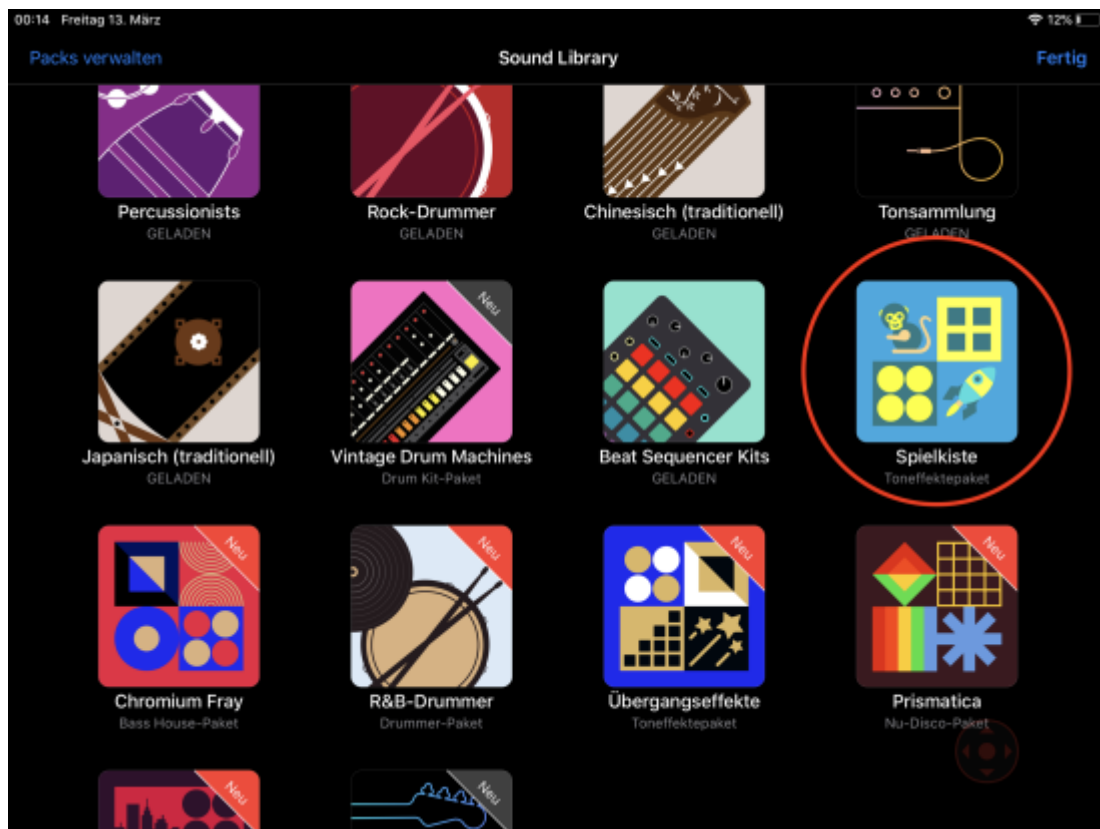 00:14 Freitag 13. März
12%
Packs verwalten
Sound Library
Fertig
Percussionists
GELADEN
Rock-Drummer
GELADEN
Chinesisch (traditionell)
GELADEN
Tonsammlung
GELADEN
Japanisch (traditionell)
GELADEN
Neu
Vintage Drum Machines
Drum Kit-Paket
Beat Sequencer Kits
GELADEN
Spielkiste
Toneffektepaket
Neu
Chromium Fray
Bass House-Paket
Neu
R&B-Drummer
Drummer-Paket
Neu
Übergangseffekte
Toneffektepaket
Neu
Prismatica
Nu-Disco-Paket
Neu
Neu